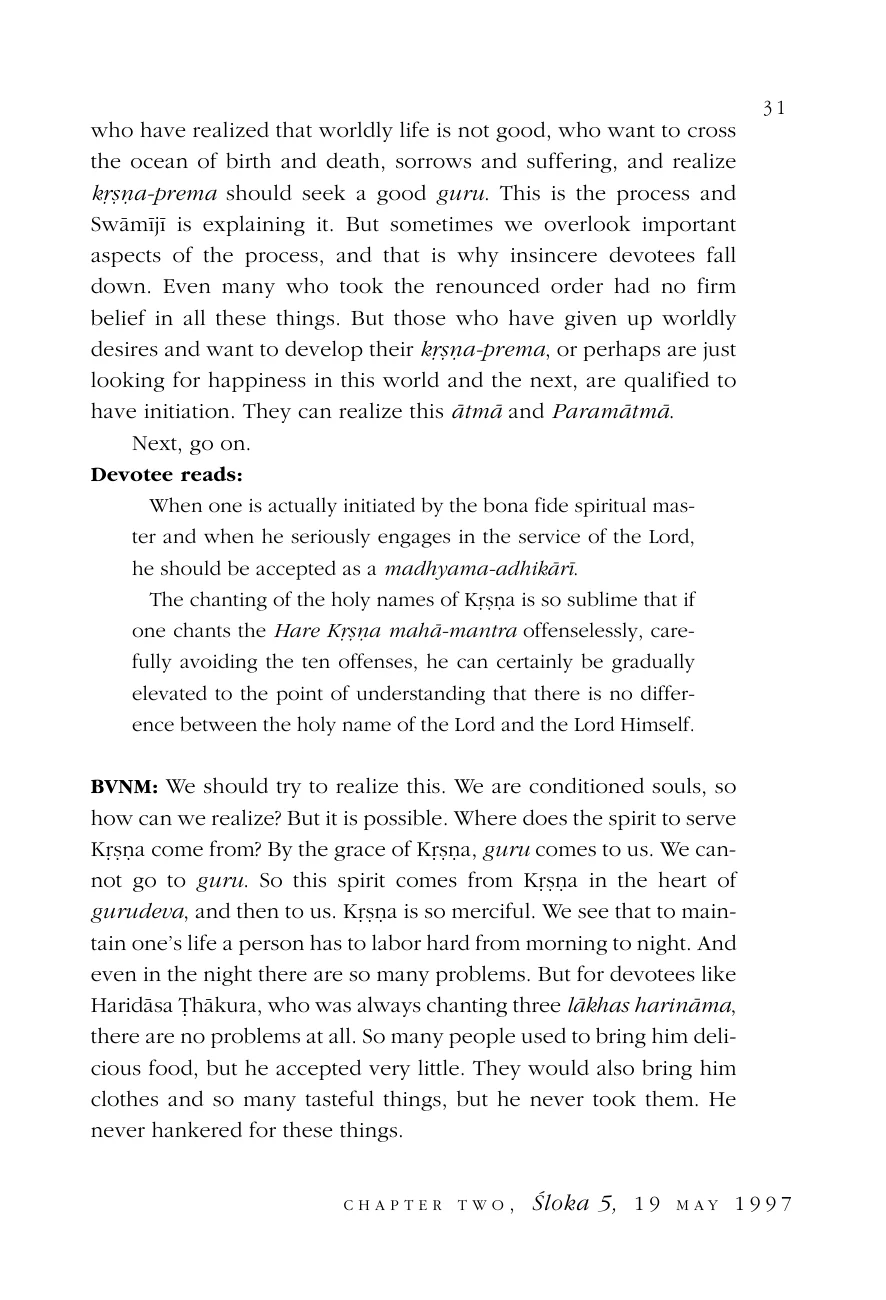 31
who have realized that worldly life is not good, who want to cross
the ocean of birth and death, sorrows and suffering, and realize
kṛṣṇa-prema should seek a good guru. This is the process and
Swāmījī is explaining it. But sometimes we overlook important
aspects of the process, and that is why insincere devotees fall
down. Even many who took the renounced order had no firm
belief in all these things. But those who have given up worldly
desires and want to develop their kṛṣṇa-prema, or perhaps are just
looking for happiness in this world and the next, are qualified to
have initiation. They can realize this ātmā and Paramātmā.
Next, go on.
Devotee reads:
When one is actually initiated by the bona fide spiritual mas-
ter and when he seriously engages in the service of the Lord,
he should be accepted as a madhyama-adhikārī.
The chanting of the holy names of Kṛṣṇa is so sublime that if
one chants the Hare Kṛṣṇa mahā-mantra offenselessly, care-
fully avoiding the ten offenses, he can certainly be gradually
elevated to the point of understanding that there is no differ-
ence between the holy name of the Lord and the Lord Himself.
BVNM: We should try to realize this. We are conditioned souls, so
how can we realize? But it is possible. Where does the spirit to serve
Kṛṣṇa come from? By the grace of Kṛṣṇa, guru comes to us. We can-
not go to guru. So this spirit comes from Kṛṣṇa in the heart of
gurudeva, and then to us. Kṛṣṇa is so merciful. We see that to main-
tain one's life a person has to labor hard from morning to night. And
even in the night there are so many problems. But for devotees like
Haridāsa Ṭhākura, who was always chanting three lākhas harināma,
there are no problems at all. So many people used to bring him deli-
cious food, but he accepted very little. They would also bring him
clothes and so many tasteful things, but he never took them. He
never hankered for these things.
CHAPTER TWO, Śloka 5, 19 MAY 1997